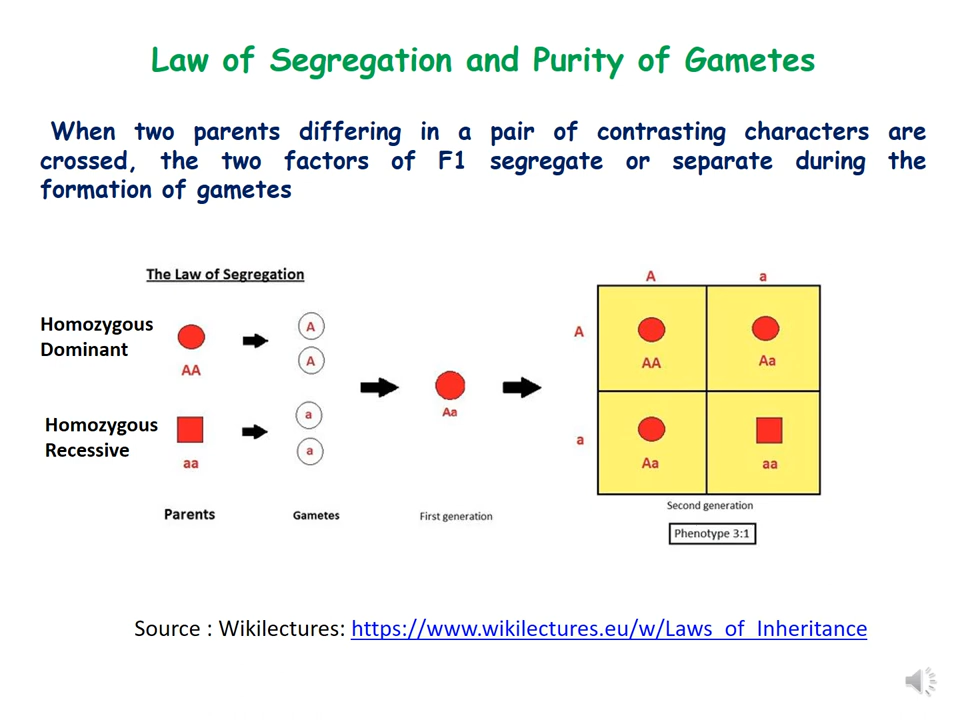 Law of Segregation and Purity of Gametes
When two parents differing in a pair of contrasting characters are
crossed, the two factors of F1 segregate or separate during the
formation of gametes
The Law of Segregation
Homozygous
Dominant
AA
A
A
Homozygous
Recessive
aa
a
a
Aa
Parents
Gametes
First generation
A
a
A
AA
Aa
a
Aa
aa
Second generation
Phenotype 3:1
Source : Wikilectures: https://www.wikilectures.eu/w/Laws_of_Inheritance